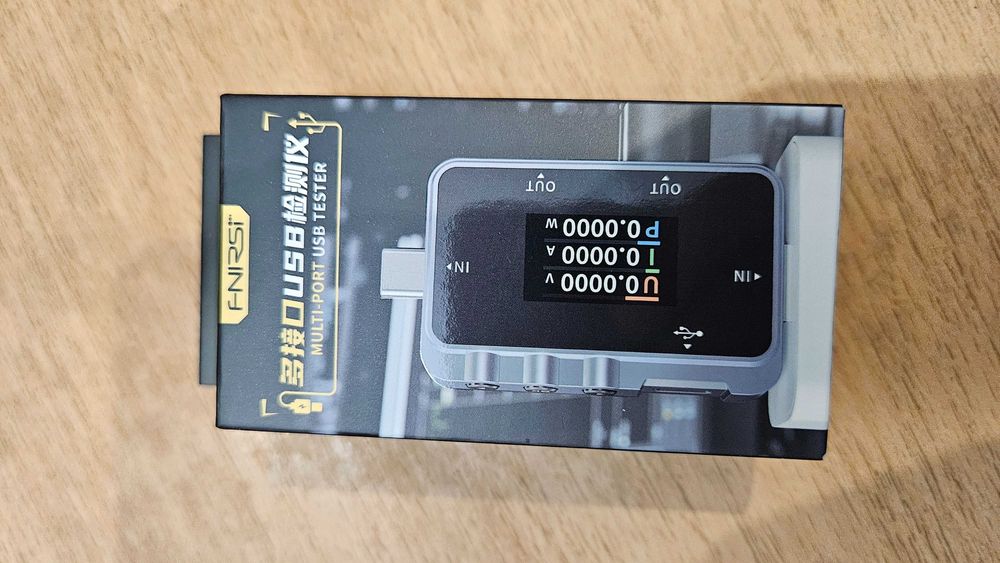 FNIRSI
多接口USB检测仪
MULTI-PORT USB TESTER
U 0.0000 V
I 0.0000 A
P 0.0000 W
IN
IN
OUT
OUT